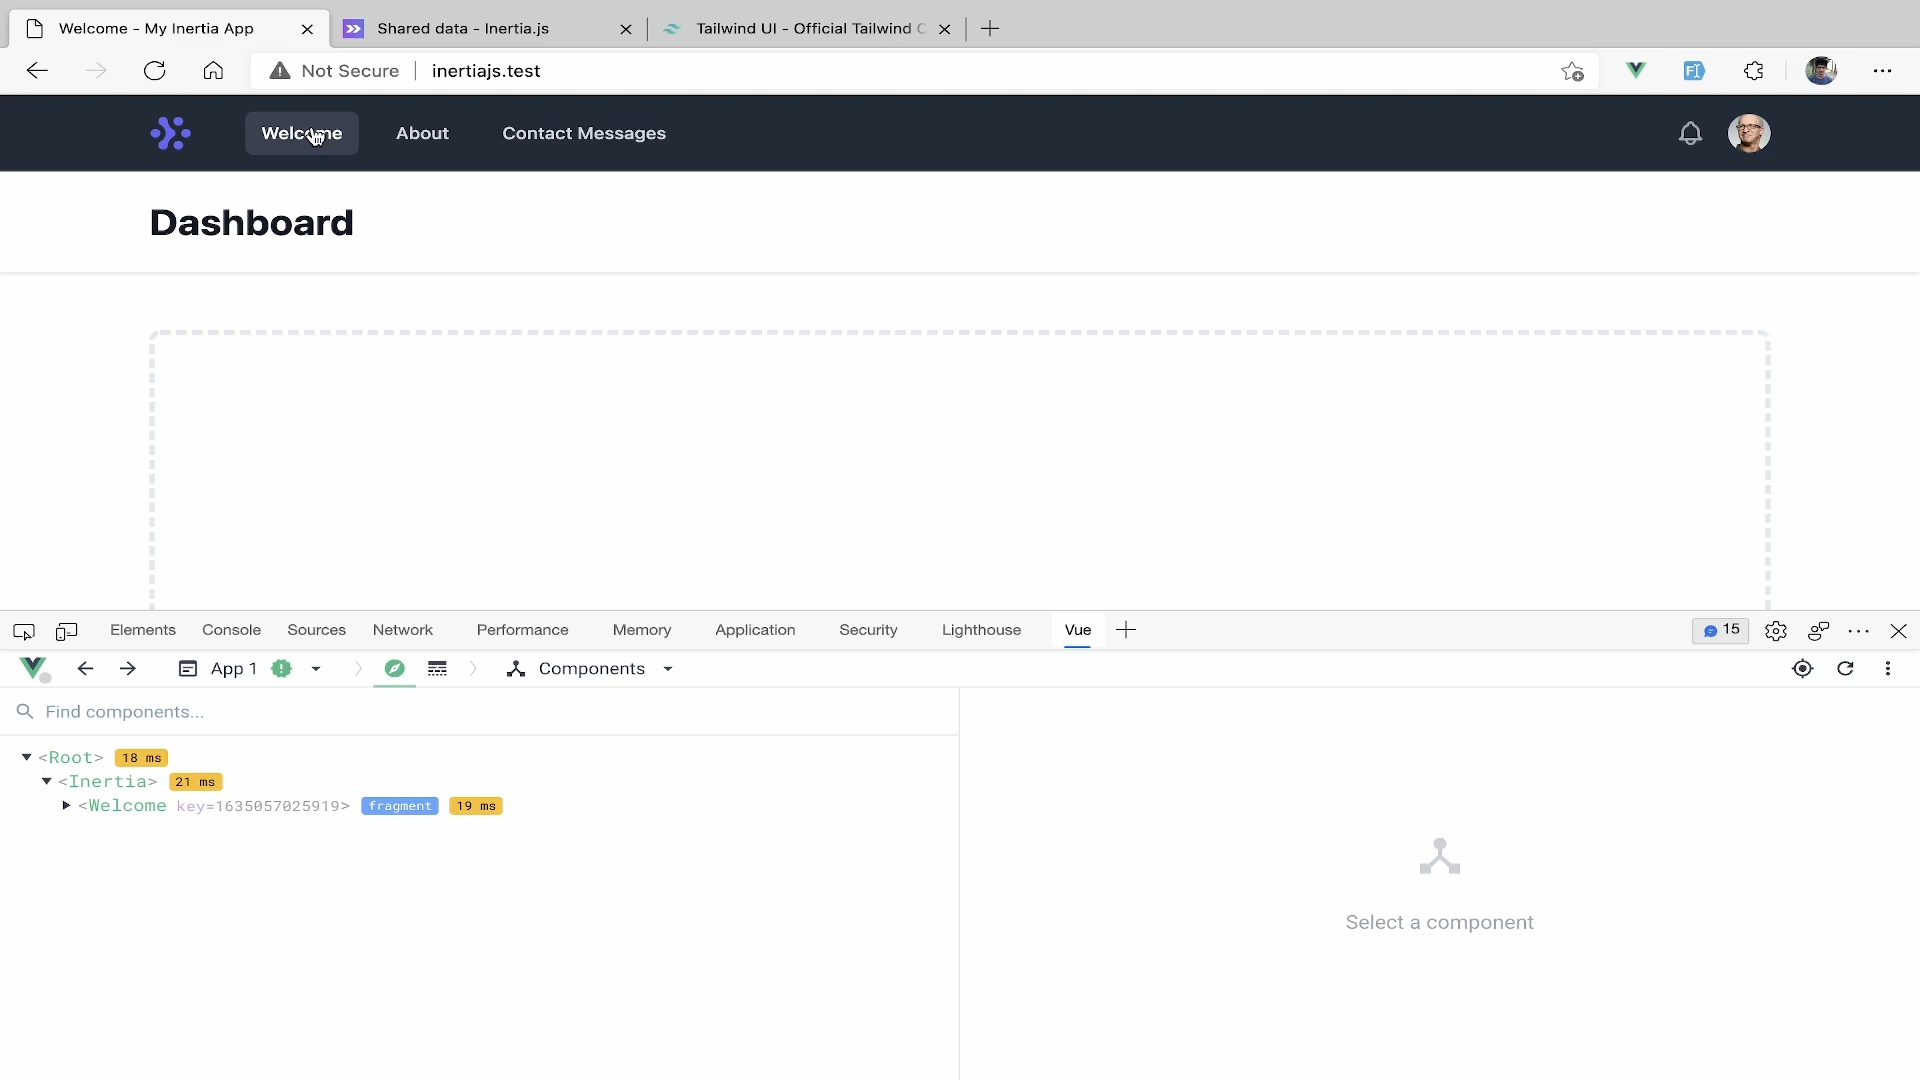 Welcome - My Inertia App
Shared data - Inertia.js
Tailwind UI - Official Tailwind C
Not Secure
inertiajs.test
FI
Welcome
About
Contact Messages
Dashboard
Elements
Console
Sources
Network
Performance
Memory
Application
Security
Lighthouse
Vue
15
App 1
Components
Find components...
<Root> 18 ms
<Inertia> 21 ms
<Welcome key=1635057025919> fragment 19 ms
Select a component